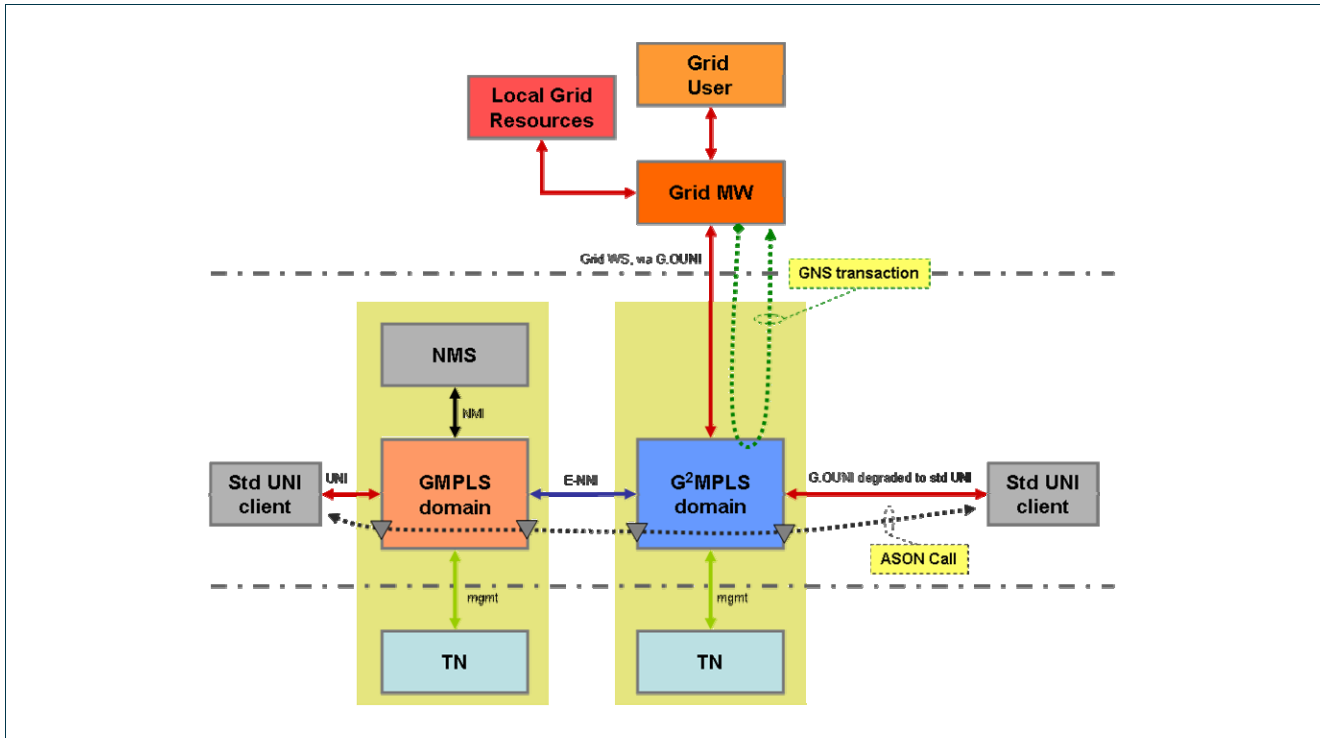 Grid
User
Local Grid
Resources
Grid MW
Grid WS, via G.OUNI
GNS transaction
NMS
NMI
Std UNI
client
UNI
GMPLS
domain
E-NNI
G²MPLS
domain
G.OUNI degraded to std UNI
Std UNI
client
ASON Call
mgmt
mgmt
TN
TN